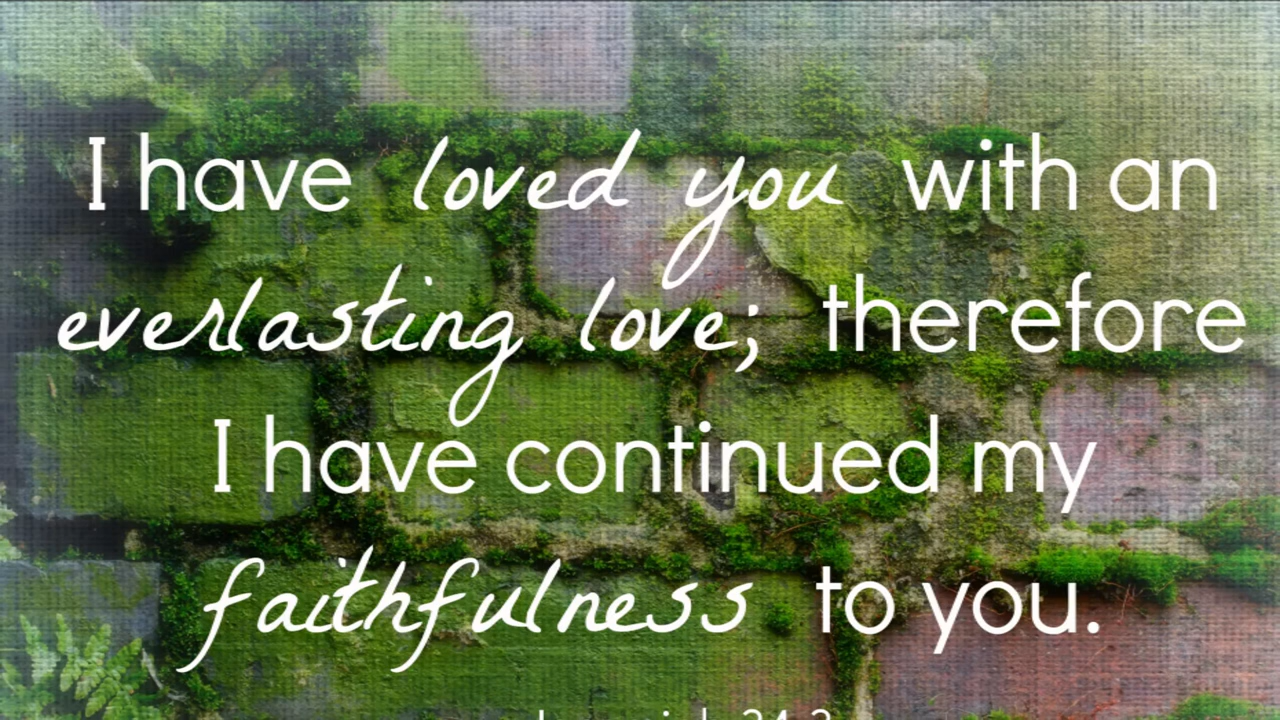 I have loved you with an
everlasting love; therefore
I have continued my
faithfulness to you.